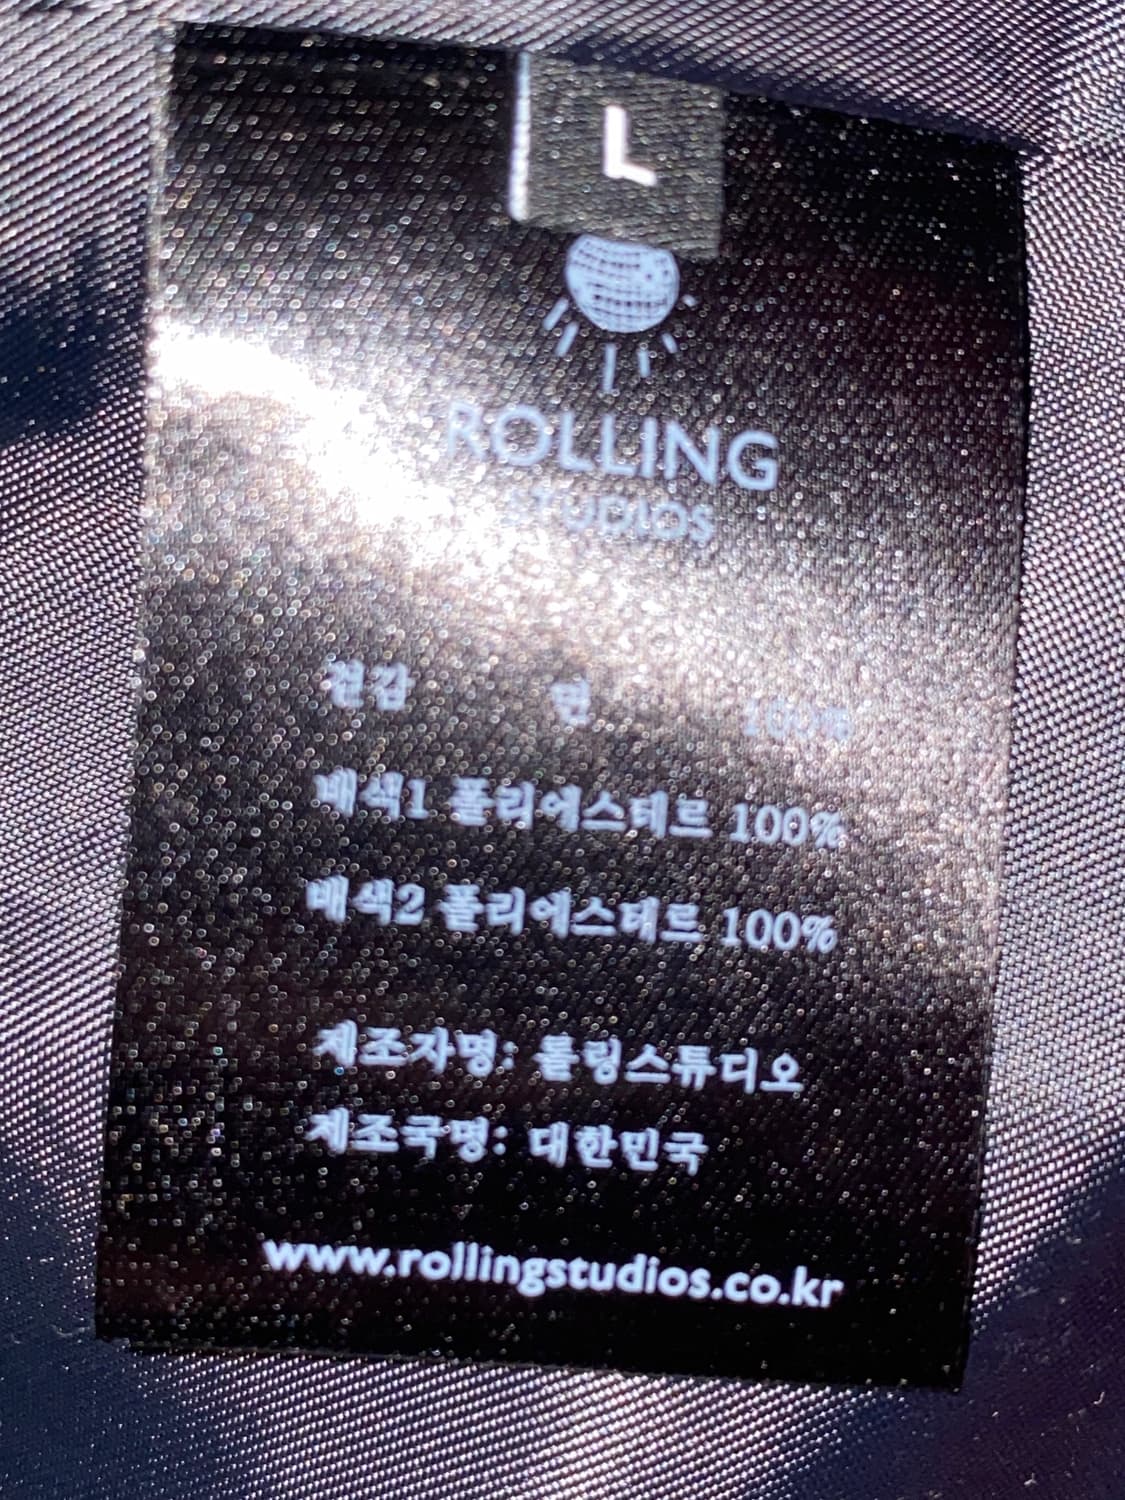 L
ROLLING
STUDIOS
겉감 면 100%
배색1 폴리에스테르 100%
배색2 폴리에스테르 100%
제조자명: 롤링스튜디오
제조국명: 대한민국
www.rollingstudios.co.kr